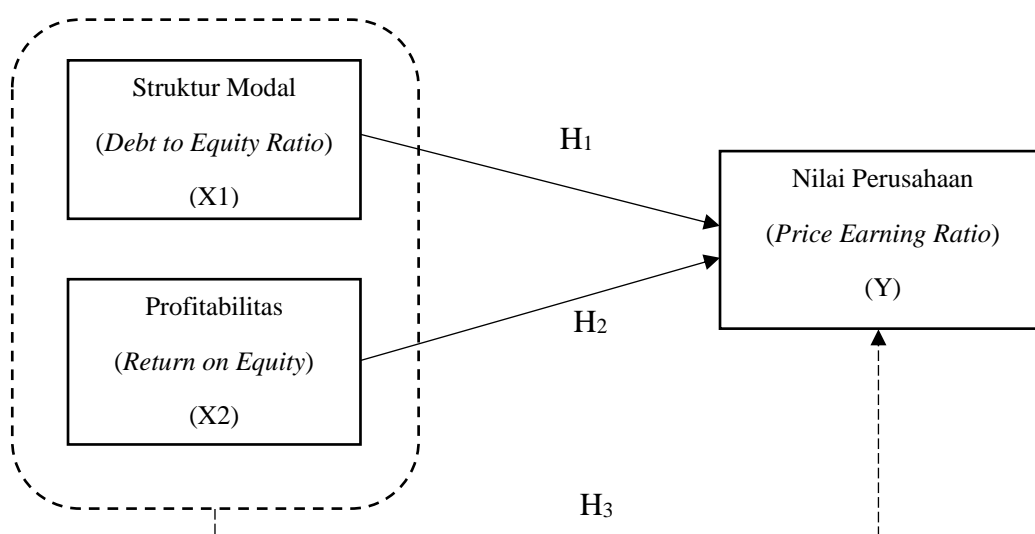 Struktur Modal
(Debt to Equity Ratio)
(X1)
H1
Nilai Perusahaan
(Price Earning Ratio)
(Y)
Profitabilitas
(Return on Equity)
(X2)
H2
H3